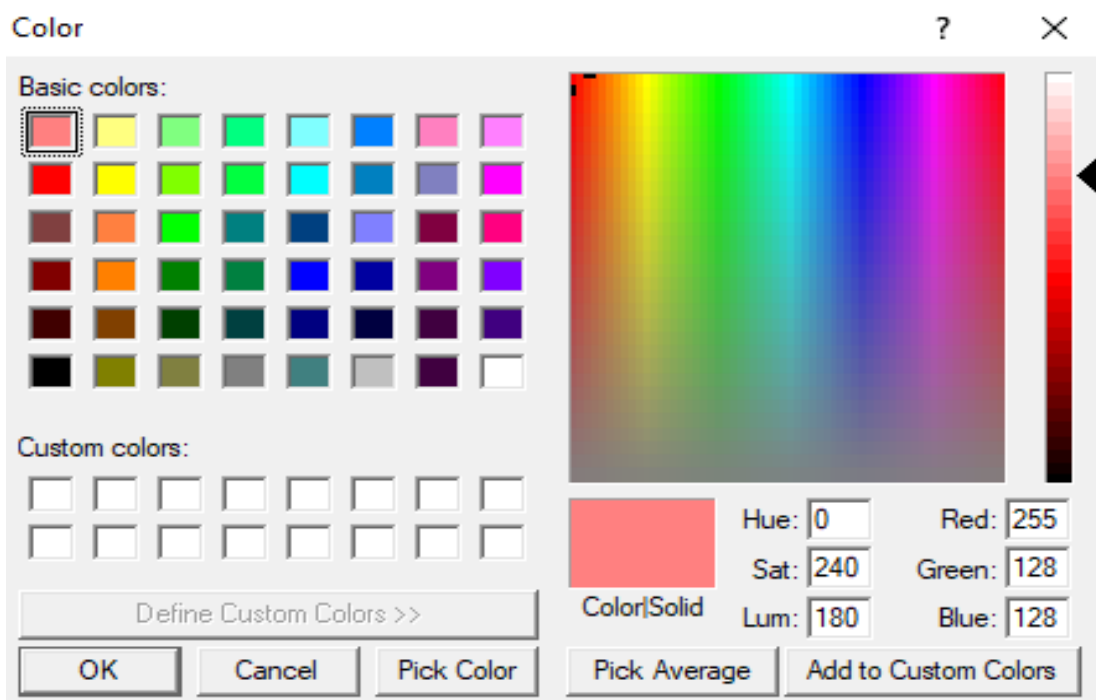 Color ? ×
Basic colors:
Custom colors:
Define Custom Colors >>
OK Cancel Pick Color
Color|Solid
Hue: 0 Red: 255
Sat: 240 Green: 128
Lum: 180 Blue: 128
Pick Average Add to Custom Colors